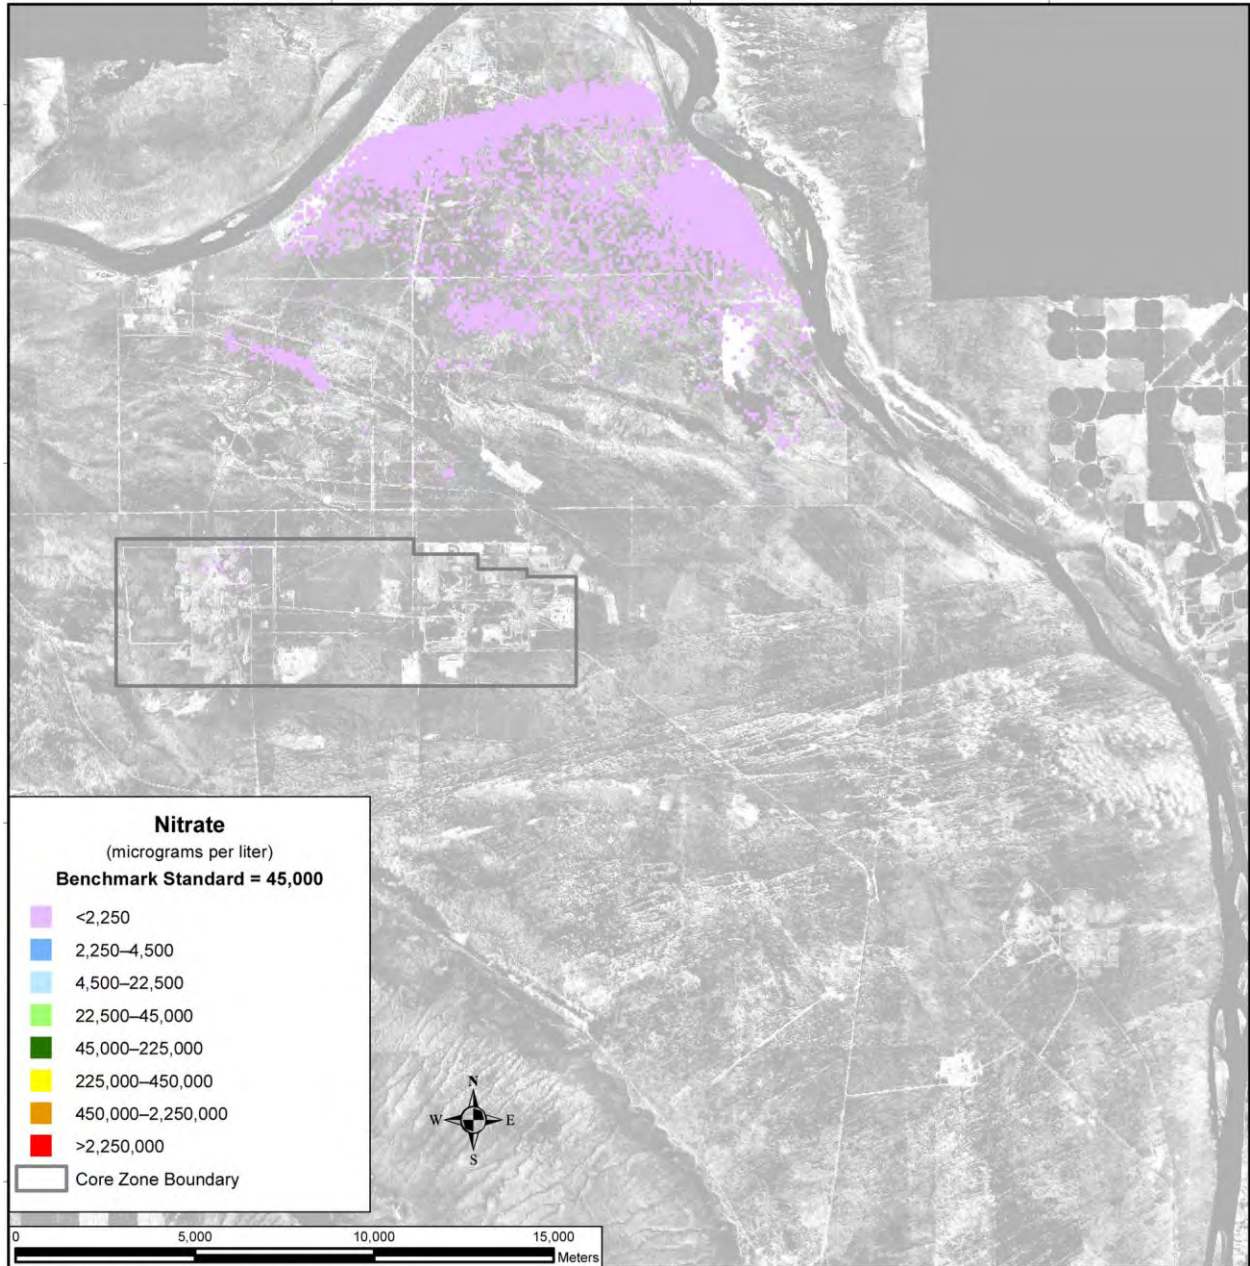 Nitrate
(micrograms per liter)
Benchmark Standard = 45,000
<2,250
2,250–4,500
4,500–22,500
22,500–45,000
45,000–225,000
225,000–450,000
450,000–2,250,000
>2,250,000
Core Zone Boundary
N
W E
S
0 5,000 10,000 15,000
Meters